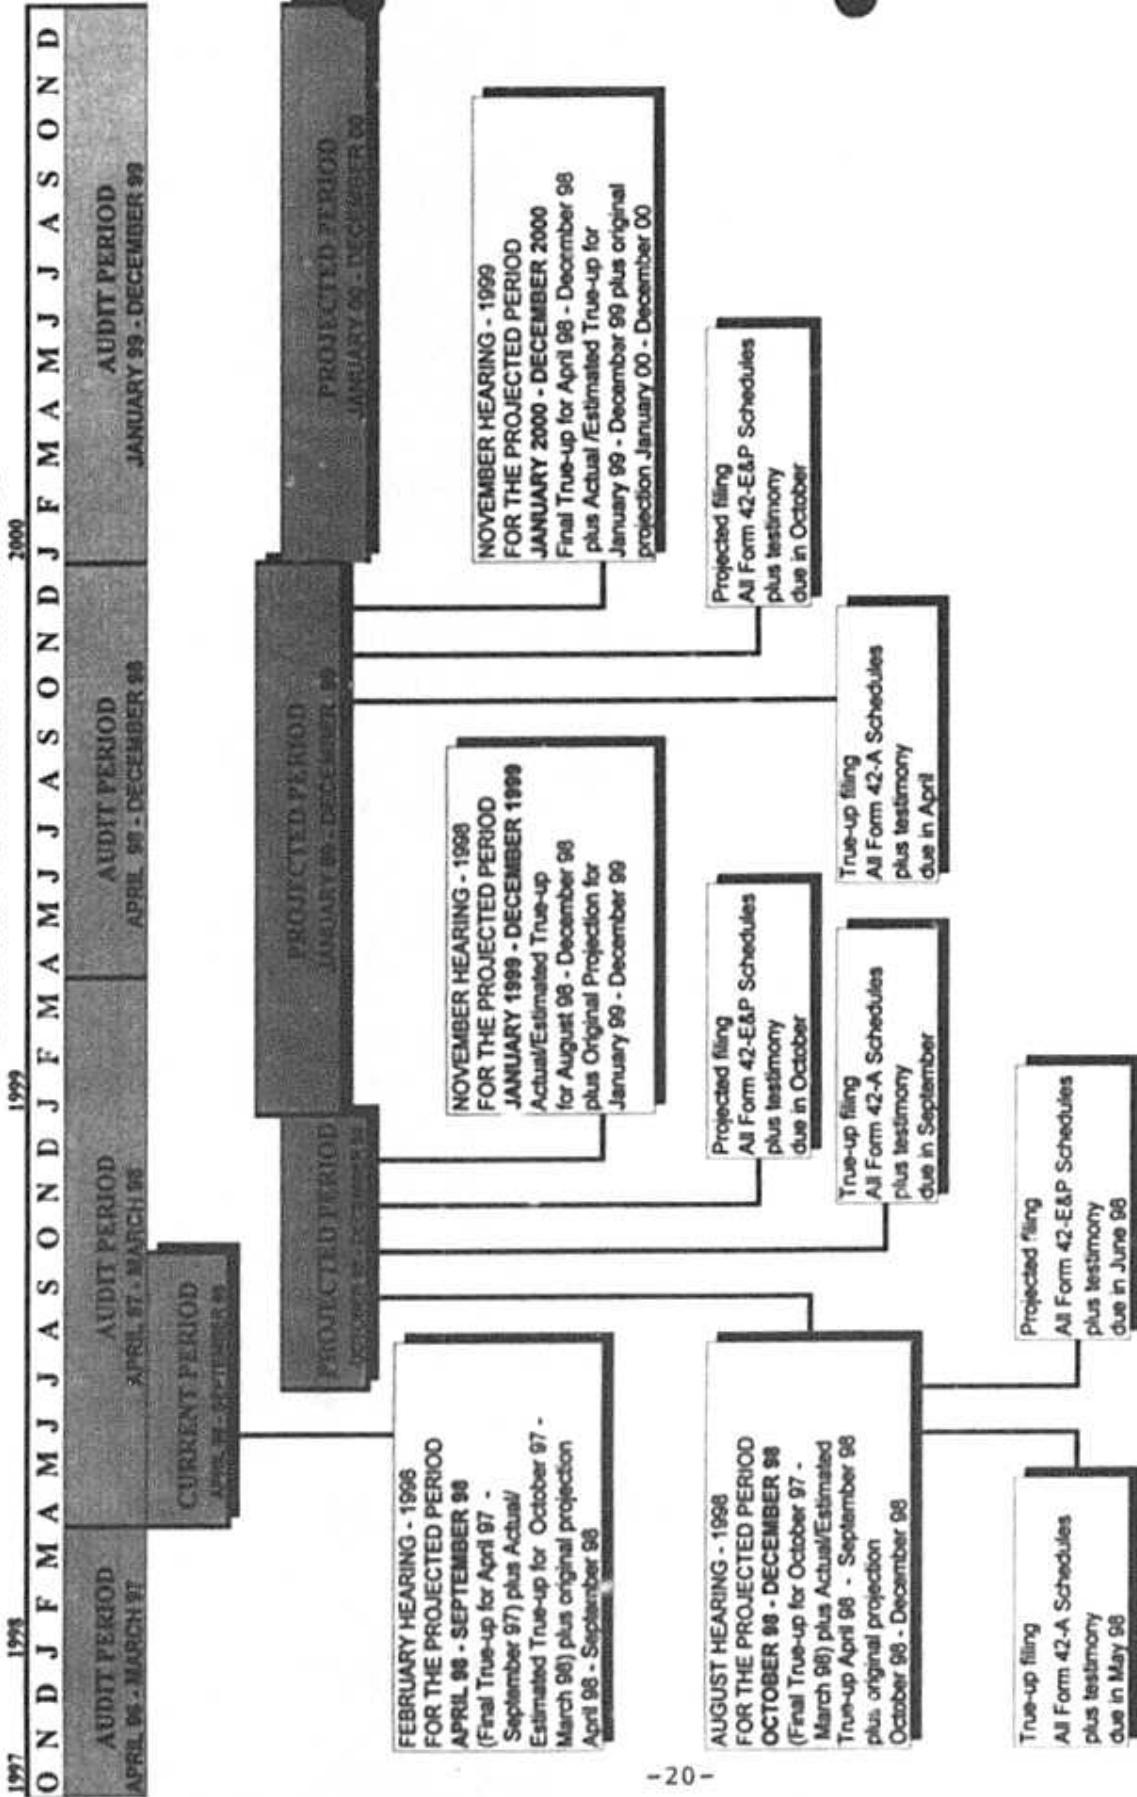 1997 1998 1999 2000
O N D J F M A M J J A S O N D J F M A M J J A S O N D J F M A M J J A S O N D
AUDIT PERIOD
APRIL 96 - MARCH 97
AUDIT PERIOD
APRIL 97 - MARCH 98
AUDIT PERIOD
APRIL 98 - DECEMBER 98
AUDIT PERIOD
JANUARY 99 - DECEMBER 99
CURRENT PERIOD
APRIL 98 - SEPTEMBER 98
PROJECTED PERIOD
OCTOBER 98 - DECEMBER 98
PROJECTED PERIOD
JANUARY 99 - DECEMBER 99
PROJECTED PERIOD
JANUARY 00 - DECEMBER 00
FEBRUARY HEARING - 1998
FOR THE PROJECTED PERIOD
APRIL 98 - SEPTEMBER 98
(Final True-up for April 97 -
September 97) plus Actual/
Estimated True-up for October 97 -
March 98) plus original projection
April 98 - September 98
NOVEMBER HEARING - 1998
FOR THE PROJECTED PERIOD
JANUARY 1999 - DECEMBER 1999
Actual/Estimated True-up
for August 98 - December 98
plus Original Projection for
January 99 - December 99
NOVEMBER HEARING - 1999
FOR THE PROJECTED PERIOD
JANUARY 2000 - DECEMBER 2000
Final True-up for April 98 - December 98
plus Actual /Estimated True-up for
January 99 - December 99 plus original
projection January 00 - December 00
AUGUST HEARING - 1998
FOR THE PROJECTED PERIOD
OCTOBER 98 - DECEMBER 98
(Final True-up for October 97 -
March 98) plus Actual/Estimated
True-up April 98 - September 98
plus original projection
October 98 - December 98
Projected filing
All Form 42-E&P Schedules
plus testimony
due in October
Projected filing
All Form 42-E&P Schedules
plus testimony
due in October
True-up filing
All Form 42-A Schedules
plus testimony
due in September
True-up filing
All Form 42-A Schedules
plus testimony
due in April
True-up filing
All Form 42-A Schedules
plus testimony
due in May 98
Projected filing
All Form 42-E&P Schedules
plus testimony
due in June 98
-20-